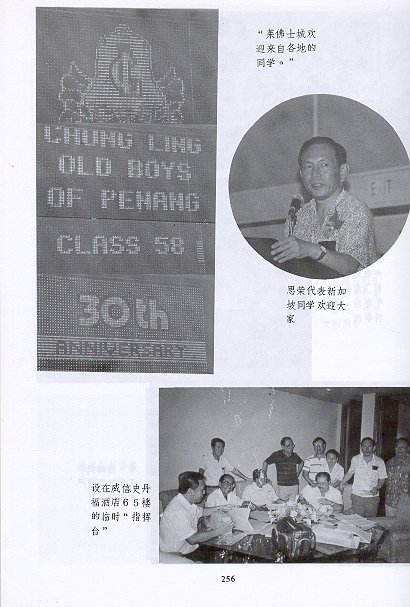 “莱佛士城欢
迎来自各地的
同学。”
CHUNG LING
OLD BOYS
OF PENANG
CLASS 58
30th
ANNIVERSARY
EXIT
思荣代表新加
坡同学欢迎大
家
设在威信史丹
福酒店65楼
的临时“指挥
台”
256